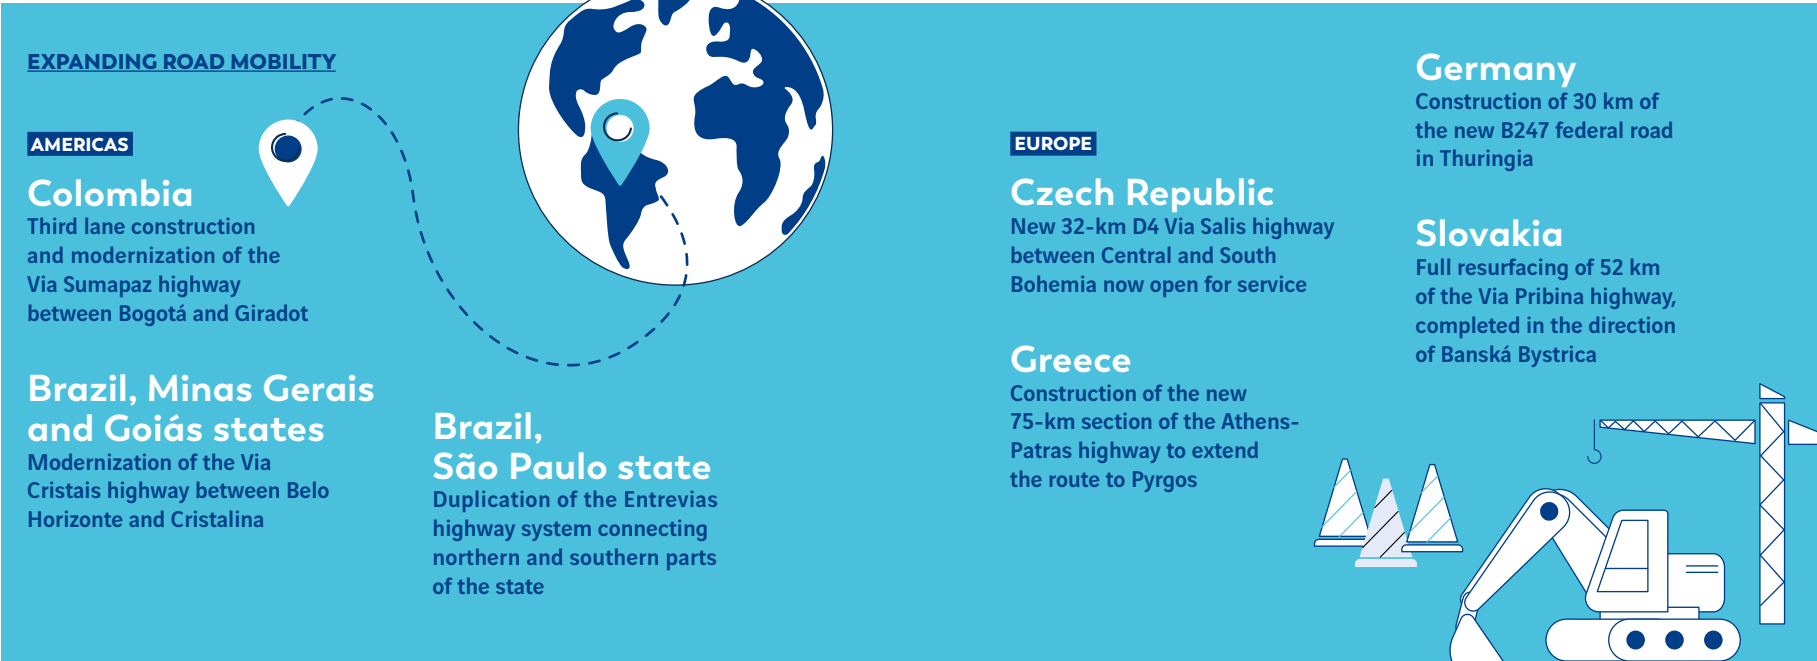 EXPANDING ROAD MOBILITY
AMERICAS
Colombia
Third lane construction
and modernization of the
Via Sumapaz highway
between Bogotá and Giradot
Brazil, Minas Gerais
and Goiás states
Modernization of the Via
Cristais highway between Belo
Horizonte and Cristalina
Brazil,
São Paulo state
Duplication of the Entrevias
highway system connecting
northern and southern parts
of the state
EUROPE
Czech Republic
New 32-km D4 Via Salis highway
between Central and South
Bohemia now open for service
Greece
Construction of the new
75-km section of the Athens-
Patras highway to extend
the route to Pyrgos
Germany
Construction of 30 km of
the new B247 federal road
in Thuringia
Slovakia
Full resurfacing of 52 km
of the Via Pribina highway,
completed in the direction
of Banská Bystrica